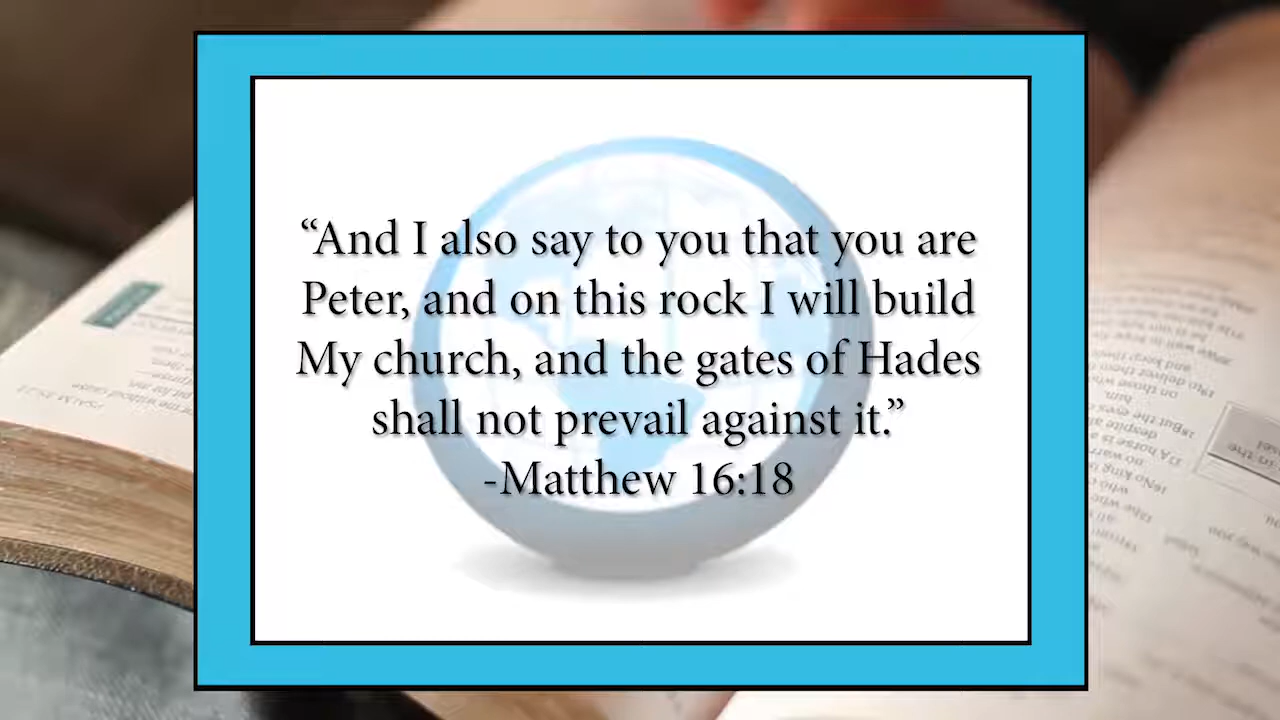 “And I also say to you that you are
Peter, and on this rock I will build
My church, and the gates of Hades
shall not prevail against it.”
-Matthew 16:18